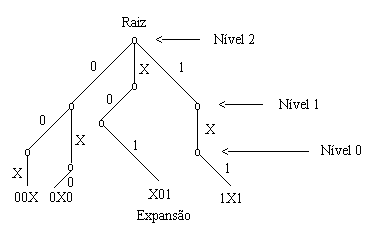 Raiz
Nível 2
0 X 1
0
Nível 1
0 X X
1
Nível 0
X 0 1
00X 0X0 X01 1X1
Expansão